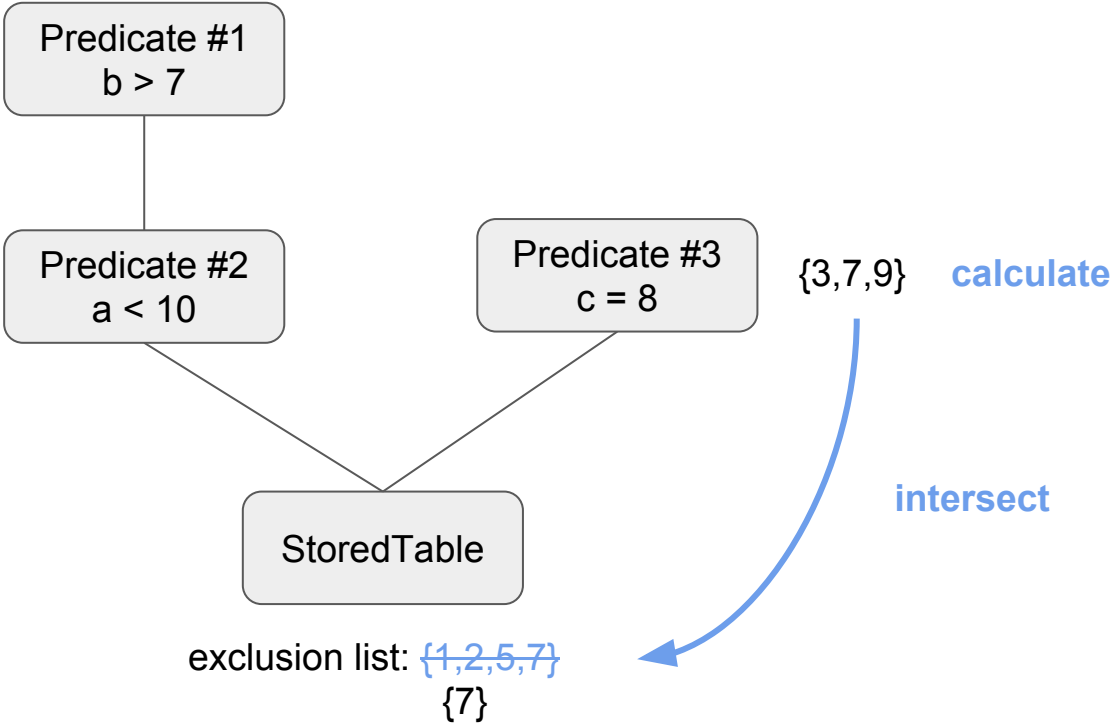 Predicate #1
b > 7
Predicate #2
a < 10
Predicate #3
c = 8
{3,7,9}
calculate
intersect
StoredTable
exclusion list: {1,2,5,7}
{7}